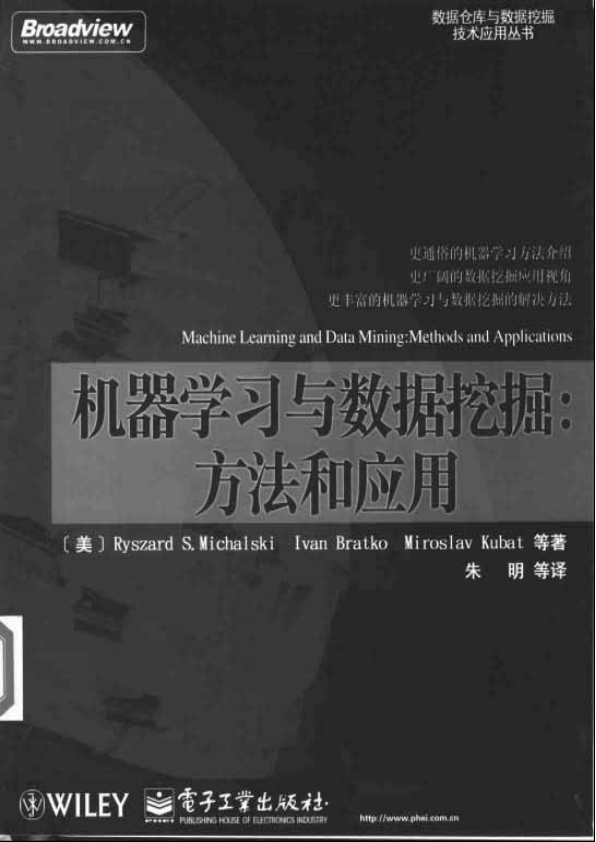 Broadview
WWW.BROADVIEW.COM.CN
数据仓库与数据挖掘
技术应用丛书
更通俗的机器学习方法介绍
更广阔的数据挖掘应用视角
更丰富的机器学习与数据挖掘的解决方法
Machine Learning and Data Mining:Methods and Applications
机器学习与数据挖掘:
方法和应用
〔美〕Ryszard S.Michalski Ivan Bratko Miroslav Kubat 等著
朱 明 等译
WILEY
電子工業出版社·
PHEI
PUBLISHING HOUSE OF ELECTRONICS INDUSTRY
http://www.phei.com.cn